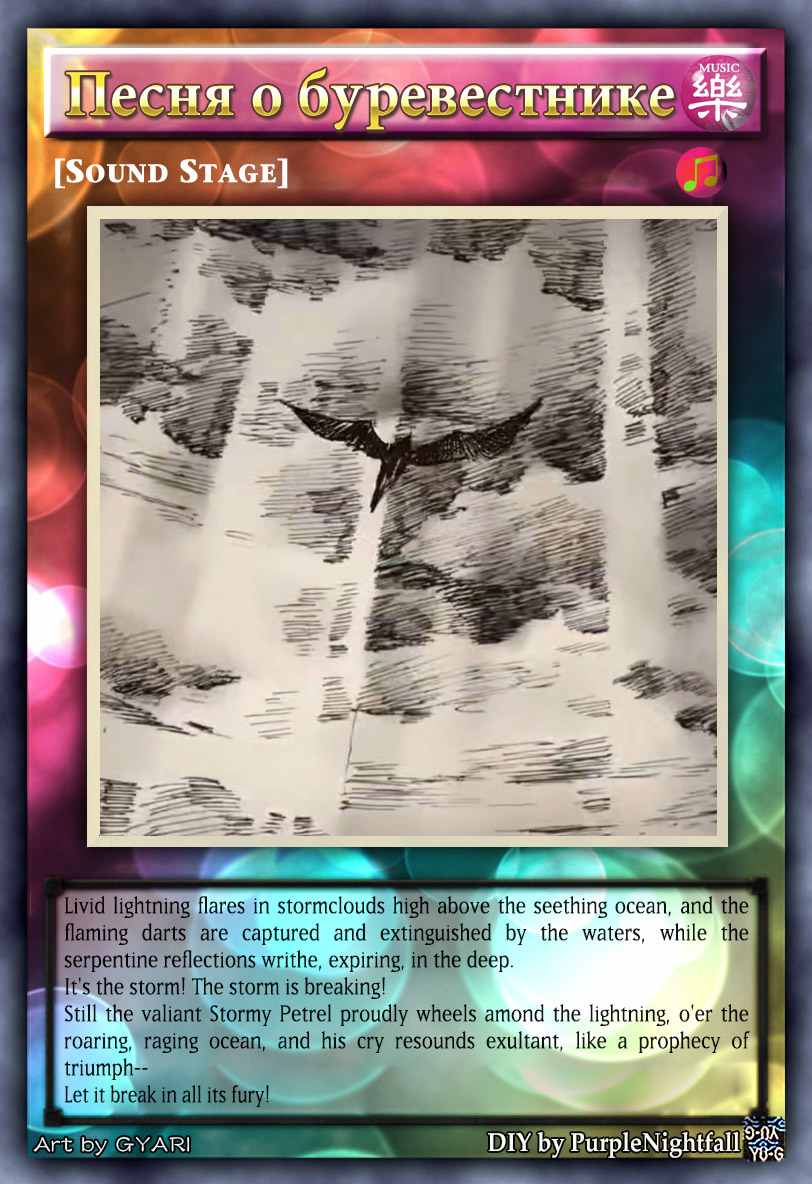 Песня о буревестнике
MUSIC
樂
[SOUND STAGE]
Livid lightning flares in stormclouds high above the seething ocean, and the
flaming darts are captured and extinguished by the waters, while the
serpentine reflections writhe, expiring, in the deep.
It's the storm! The storm is breaking!
Still the valiant Stormy Petrel proudly wheels amond the lightning, o'er the
roaring, raging ocean, and his cry resounds exultant, like a prophecy of
triumph--
Let it break in all its fury!
Art by GYARI
DIY by PurpleNightfall